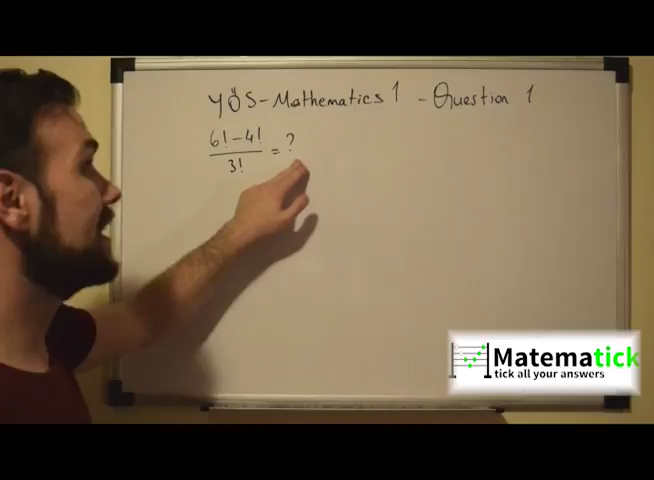 YÖS - Mathematics 1 - Question 1
6! - 4!
3!
= ?
Matematick
tick all your answers